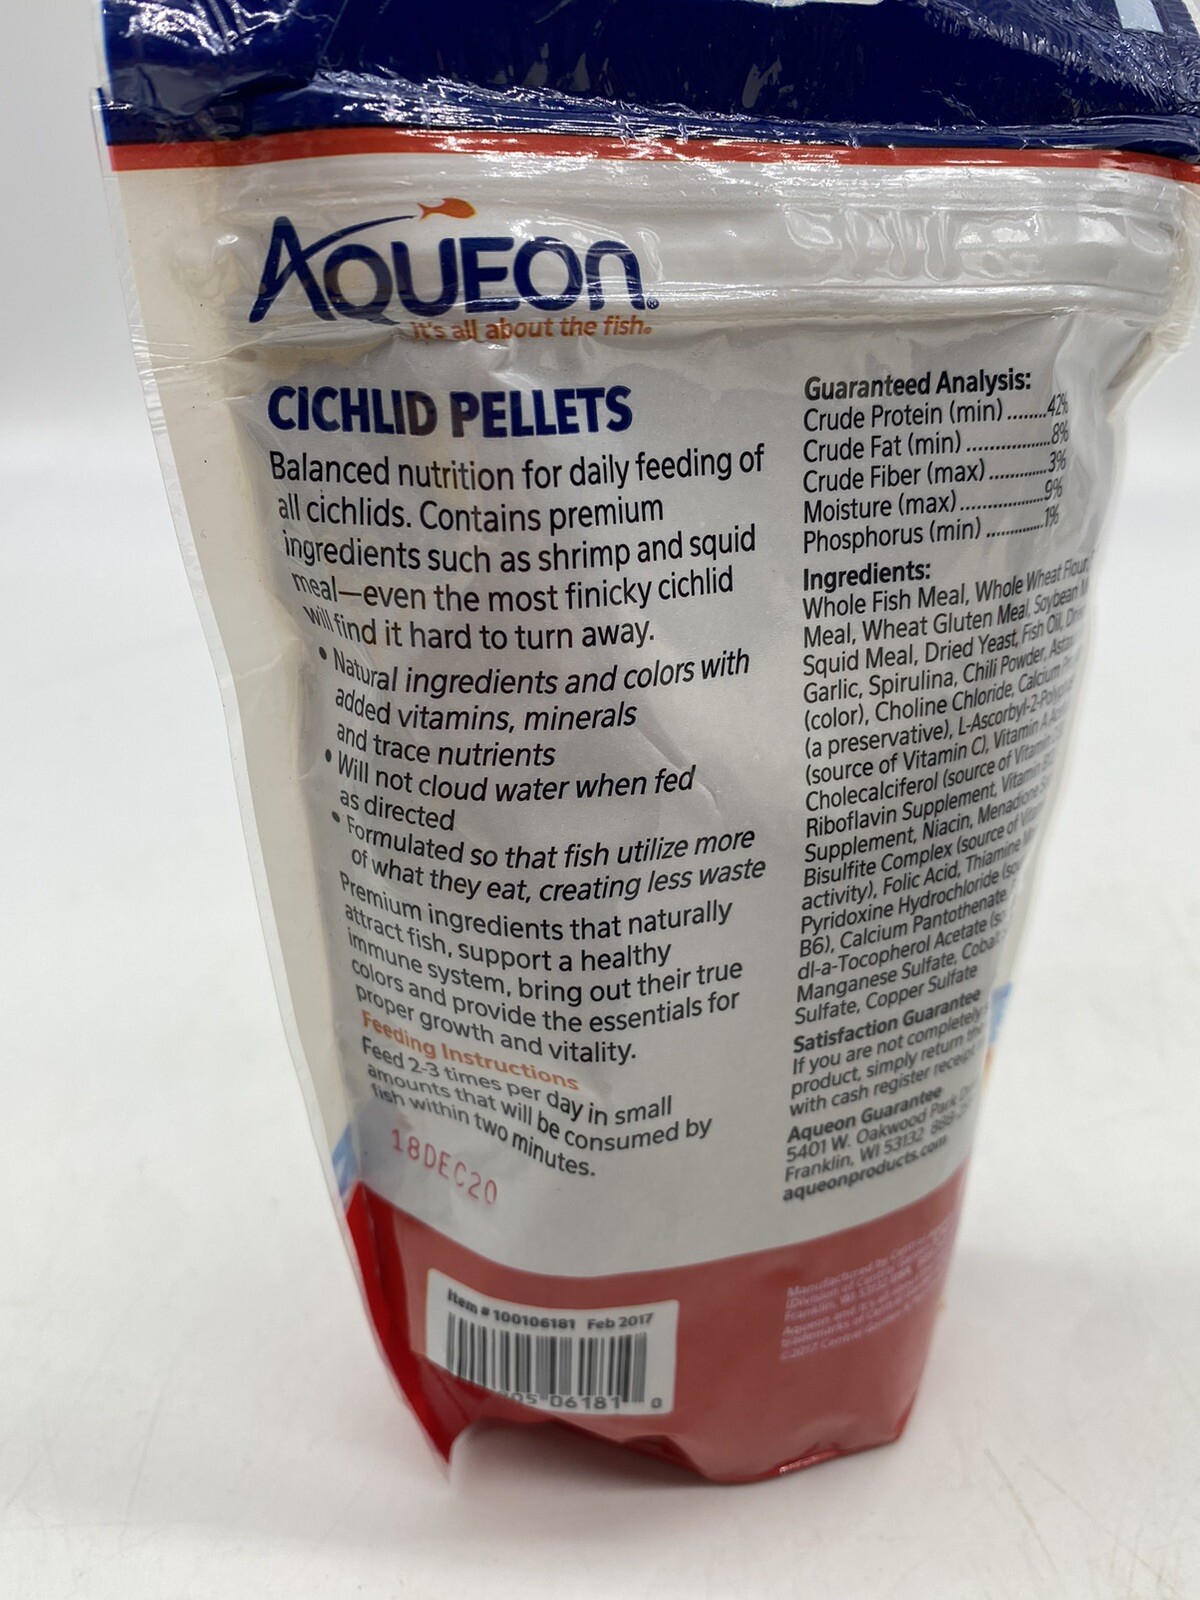 AQUEON®
it's all about the fish.
CICHLID PELLETS
Balanced nutrition for daily feeding of
all cichlids. Contains premium
ingredients such as shrimp and squid
meal—even the most finicky cichlid
will find it hard to turn away.
• Natural ingredients and colors with
added vitamins, minerals
and trace nutrients
• Will not cloud water when fed
as directed
• Formulated so that fish utilize more
of what they eat, creating less waste
Premium ingredients that naturally
attract fish, support a healthy
immune system, bring out their true
colors and provide the essentials for
proper growth and vitality.
Feeding Instructions
Feed 2-3 times per day in small
amounts that will be consumed by
fish within two minutes.
18DEC20
Item # 100106181 Feb 2017
06181 0
Guaranteed Analysis:
Crude Protein (min) ........42%
Crude Fat (min) .................8%
Crude Fiber (max) ............3%
Moisture (max) .................9%
Phosphorus (min) ............1%
Ingredients:
Whole Fish Meal, Whole Wheat Flour,
Meal, Wheat Gluten Meal, Soybean
Squid Meal, Dried Yeast, Fish Oil,
Garlic, Spirulina, Chili Powder,
(color), Choline Chloride, Calcium
(a preservative), L-Ascorbyl-2-
(source of Vitamin C), Vitamin A
Cholecalciferol (source of Vitamin
Riboflavin Supplement, Vitamin
Supplement, Niacin, Menadione
Bisulfite Complex (source of
activity), Folic Acid, Thiamine
Pyridoxine Hydrochloride
B6), Calcium Pantothenate,
dl-a-Tocopherol Acetate
Manganese Sulfate,
Sulfate, Copper Sulfate
Satisfaction Guarantee
If you are not completely
product, simply return the
with cash register receipt
Aqueon Guarantee
5401 W. Oakwood Park
Franklin, WI 53132 888-
aqueonproducts.com
Manufactured by Central